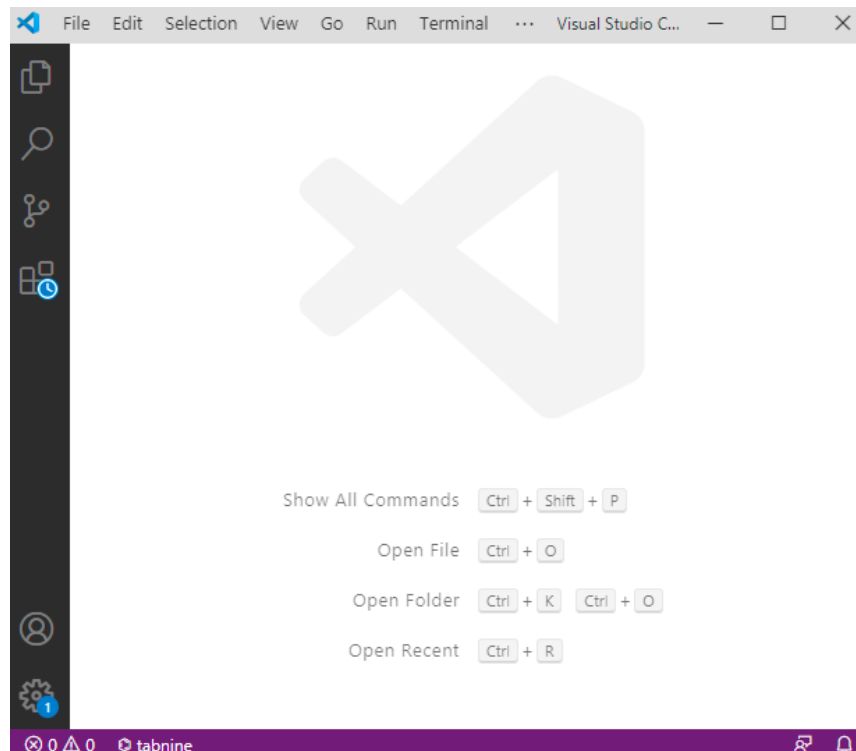 File Edit Selection View Go Run Terminal ··· Visual Studio C...
Show All Commands Ctrl + Shift + P
Open File Ctrl + O
Open Folder Ctrl + K Ctrl + O
Open Recent Ctrl + R
1
0 0 tabnine